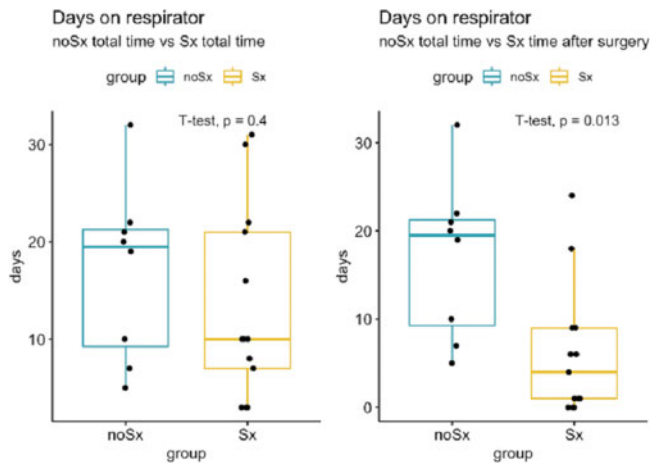 Days on respirator
noSx total time vs Sx total time
group noSx Sx
T-test, p = 0.4
30
20
10
days
noSx Sx
group
Days on respirator
noSx total time vs Sx time after surgery
group noSx Sx
T-test, p = 0.013
30
20
10
0
days
noSx Sx
group